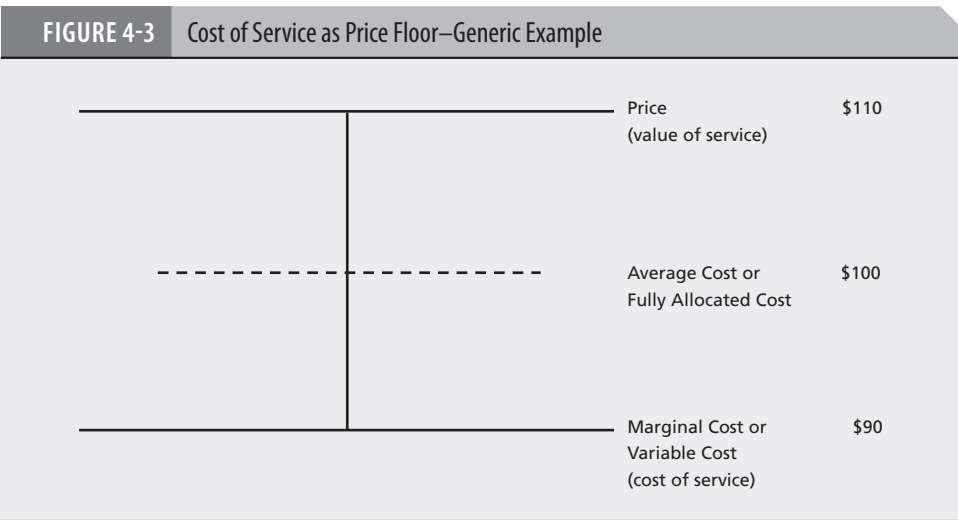 FIGURE 4-3 Cost of Service as Price Floor–Generic Example
Price $110
(value of service)
Average Cost or $100
Fully Allocated Cost
Marginal Cost or $90
Variable Cost
(cost of service)